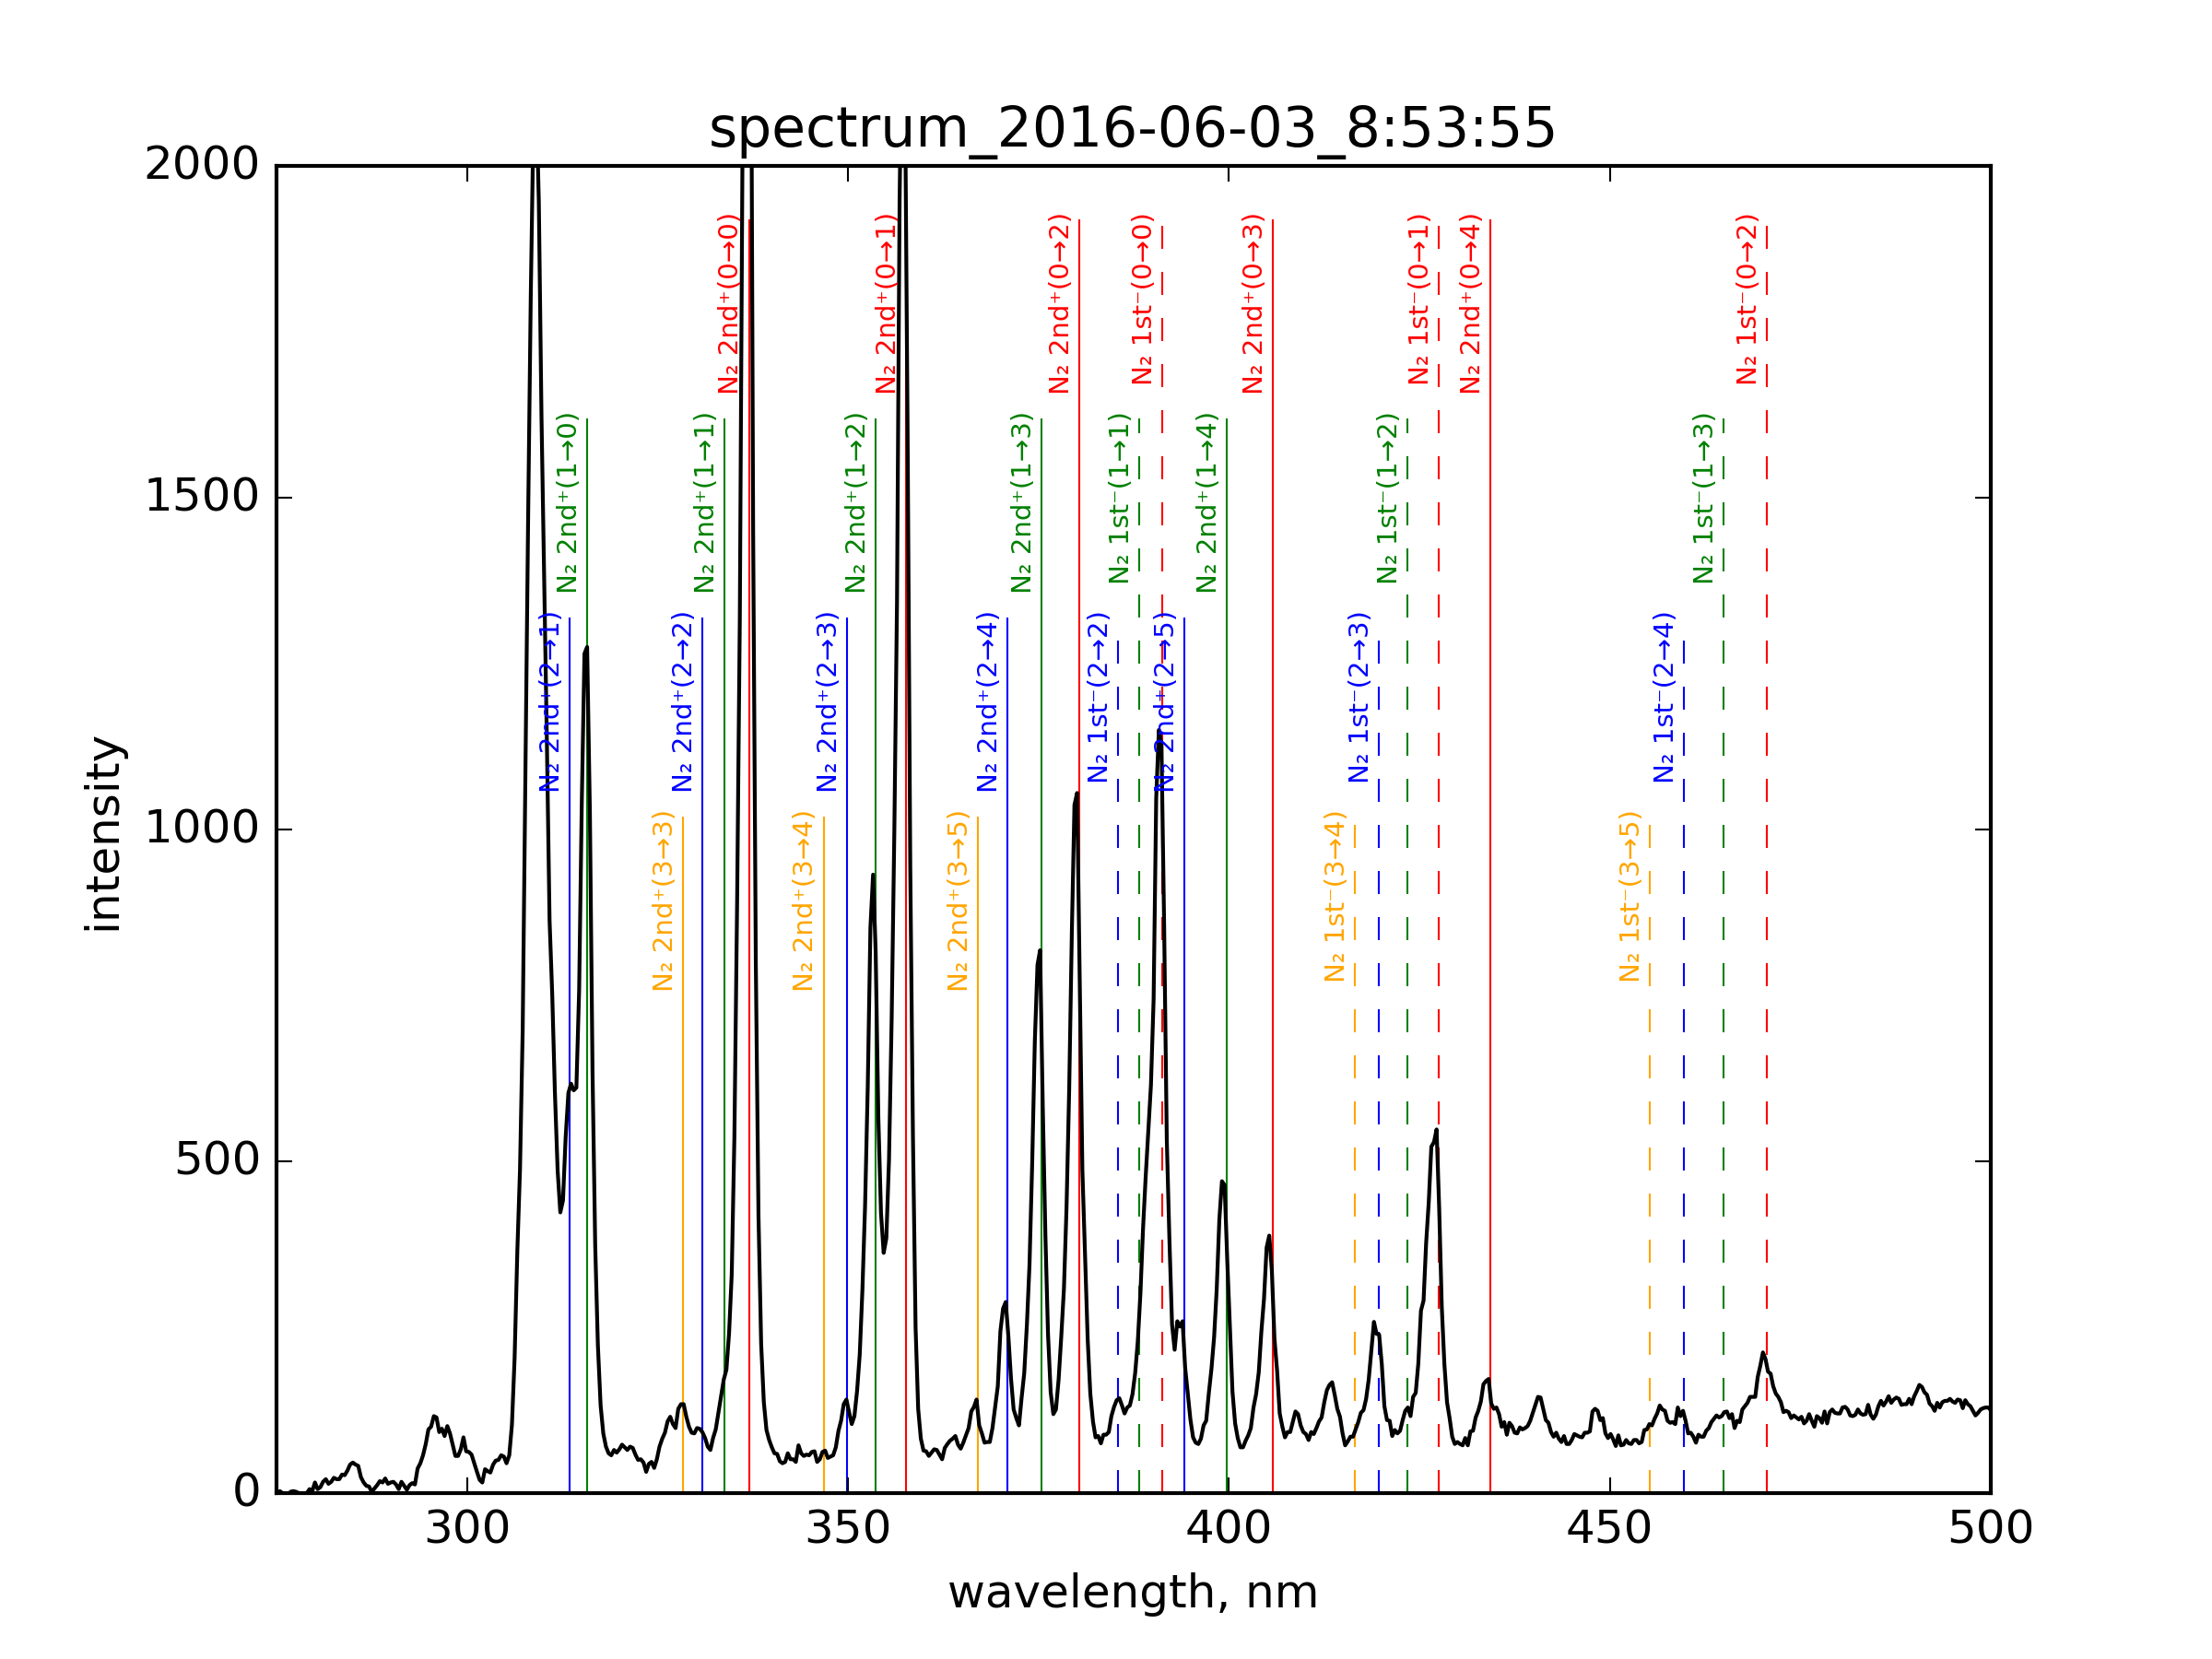 spectrum_2016-06-03_8:53:55
2000
1500
1000
500
0
intensity
N₂ 2nd⁺(0→0)
N₂ 2nd⁺(0→1)
N₂ 2nd⁺(0→2)
N₂ 1st⁻(0→0)
N₂ 2nd⁺(0→3)
N₂ 1st⁻(0→1)
N₂ 2nd⁺(0→4)
N₂ 1st⁻(0→2)
N₂ 2nd⁺(1→0)
N₂ 2nd⁺(1→1)
N₂ 2nd⁺(1→2)
N₂ 2nd⁺(1→3)
N₂ 1st⁻(1→1)
N₂ 2nd⁺(1→4)
N₂ 1st⁻(1→2)
N₂ 1st⁻(1→3)
N₂ 2nd⁺(2→1)
N₂ 2nd⁺(2→2)
N₂ 2nd⁺(2→3)
N₂ 2nd⁺(2→4)
N₂ 1st⁻(2→2)
N₂ 2nd⁺(2→5)
N₂ 1st⁻(2→3)
N₂ 1st⁻(2→4)
N₂ 2nd⁺(3→3)
N₂ 2nd⁺(3→4)
N₂ 2nd⁺(3→5)
N₂ 1st⁻(3→4)
N₂ 1st⁻(3→5)
300 350 400 450 500
wavelength, nm